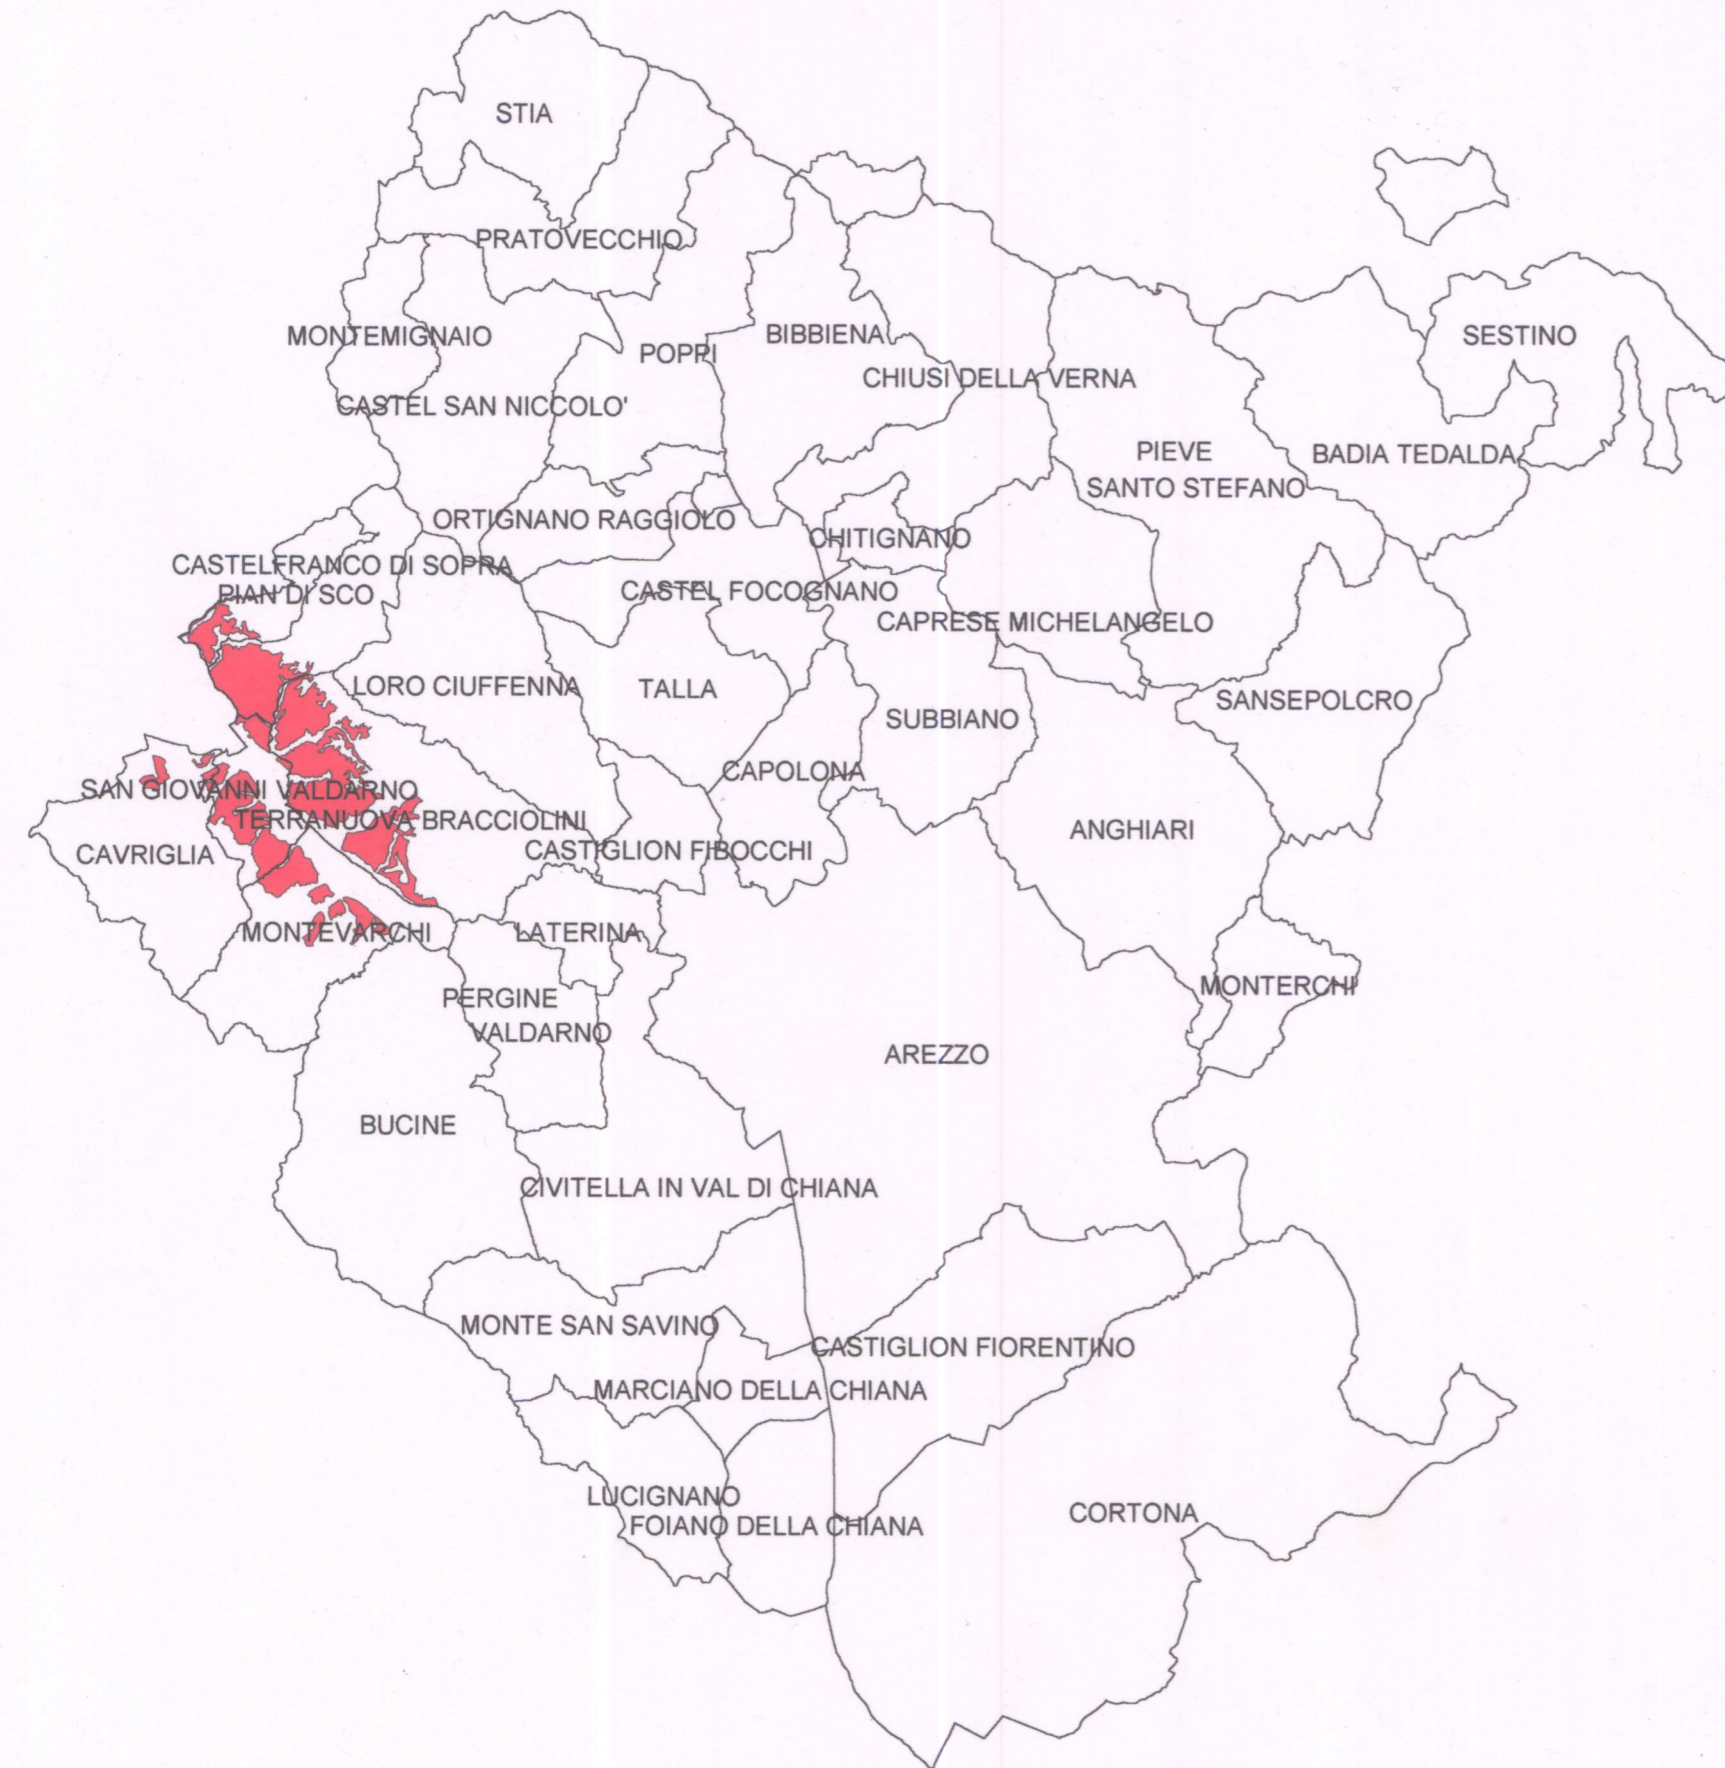 STIA
PRATOVECCHIO
MONTEMIGNAIO
BIBBIENA
SESTINO
POPPI
CHIUSI DELLA VERNA
CASTEL SAN NICCOLO'
PIEVE
SANTO STEFANO
BADIA TEDALDA
ORTIGNANO RAGGIOLO
CHITIGNANO
CASTELFRANCO DI SOPRA
PIAN DI SCO
CASTEL FOCOGNANO
CAPRESE MICHELANGELO
LORO CIUFFENNA
TALLA
SANSEPOLCRO
SUBBIANO
CAPOLONA
SAN GIOVANNI VALDARNO
TERRANUOVA BRACCIOLINI
ANGHIARI
CAVRIGLIA
CASTIGLION FIBOCCHI
MONTEVARCHI
LATERINA
MONTERCHI
PERGINE
VALDARNO
AREZZO
BUCINE
CIVITELLA IN VAL DI CHIANA
MONTE SAN SAVINO
CASTIGLION FIORENTINO
MARCIANO DELLA CHIANA
LUCIGNANO
FOIANO DELLA CHIANA
CORTONA